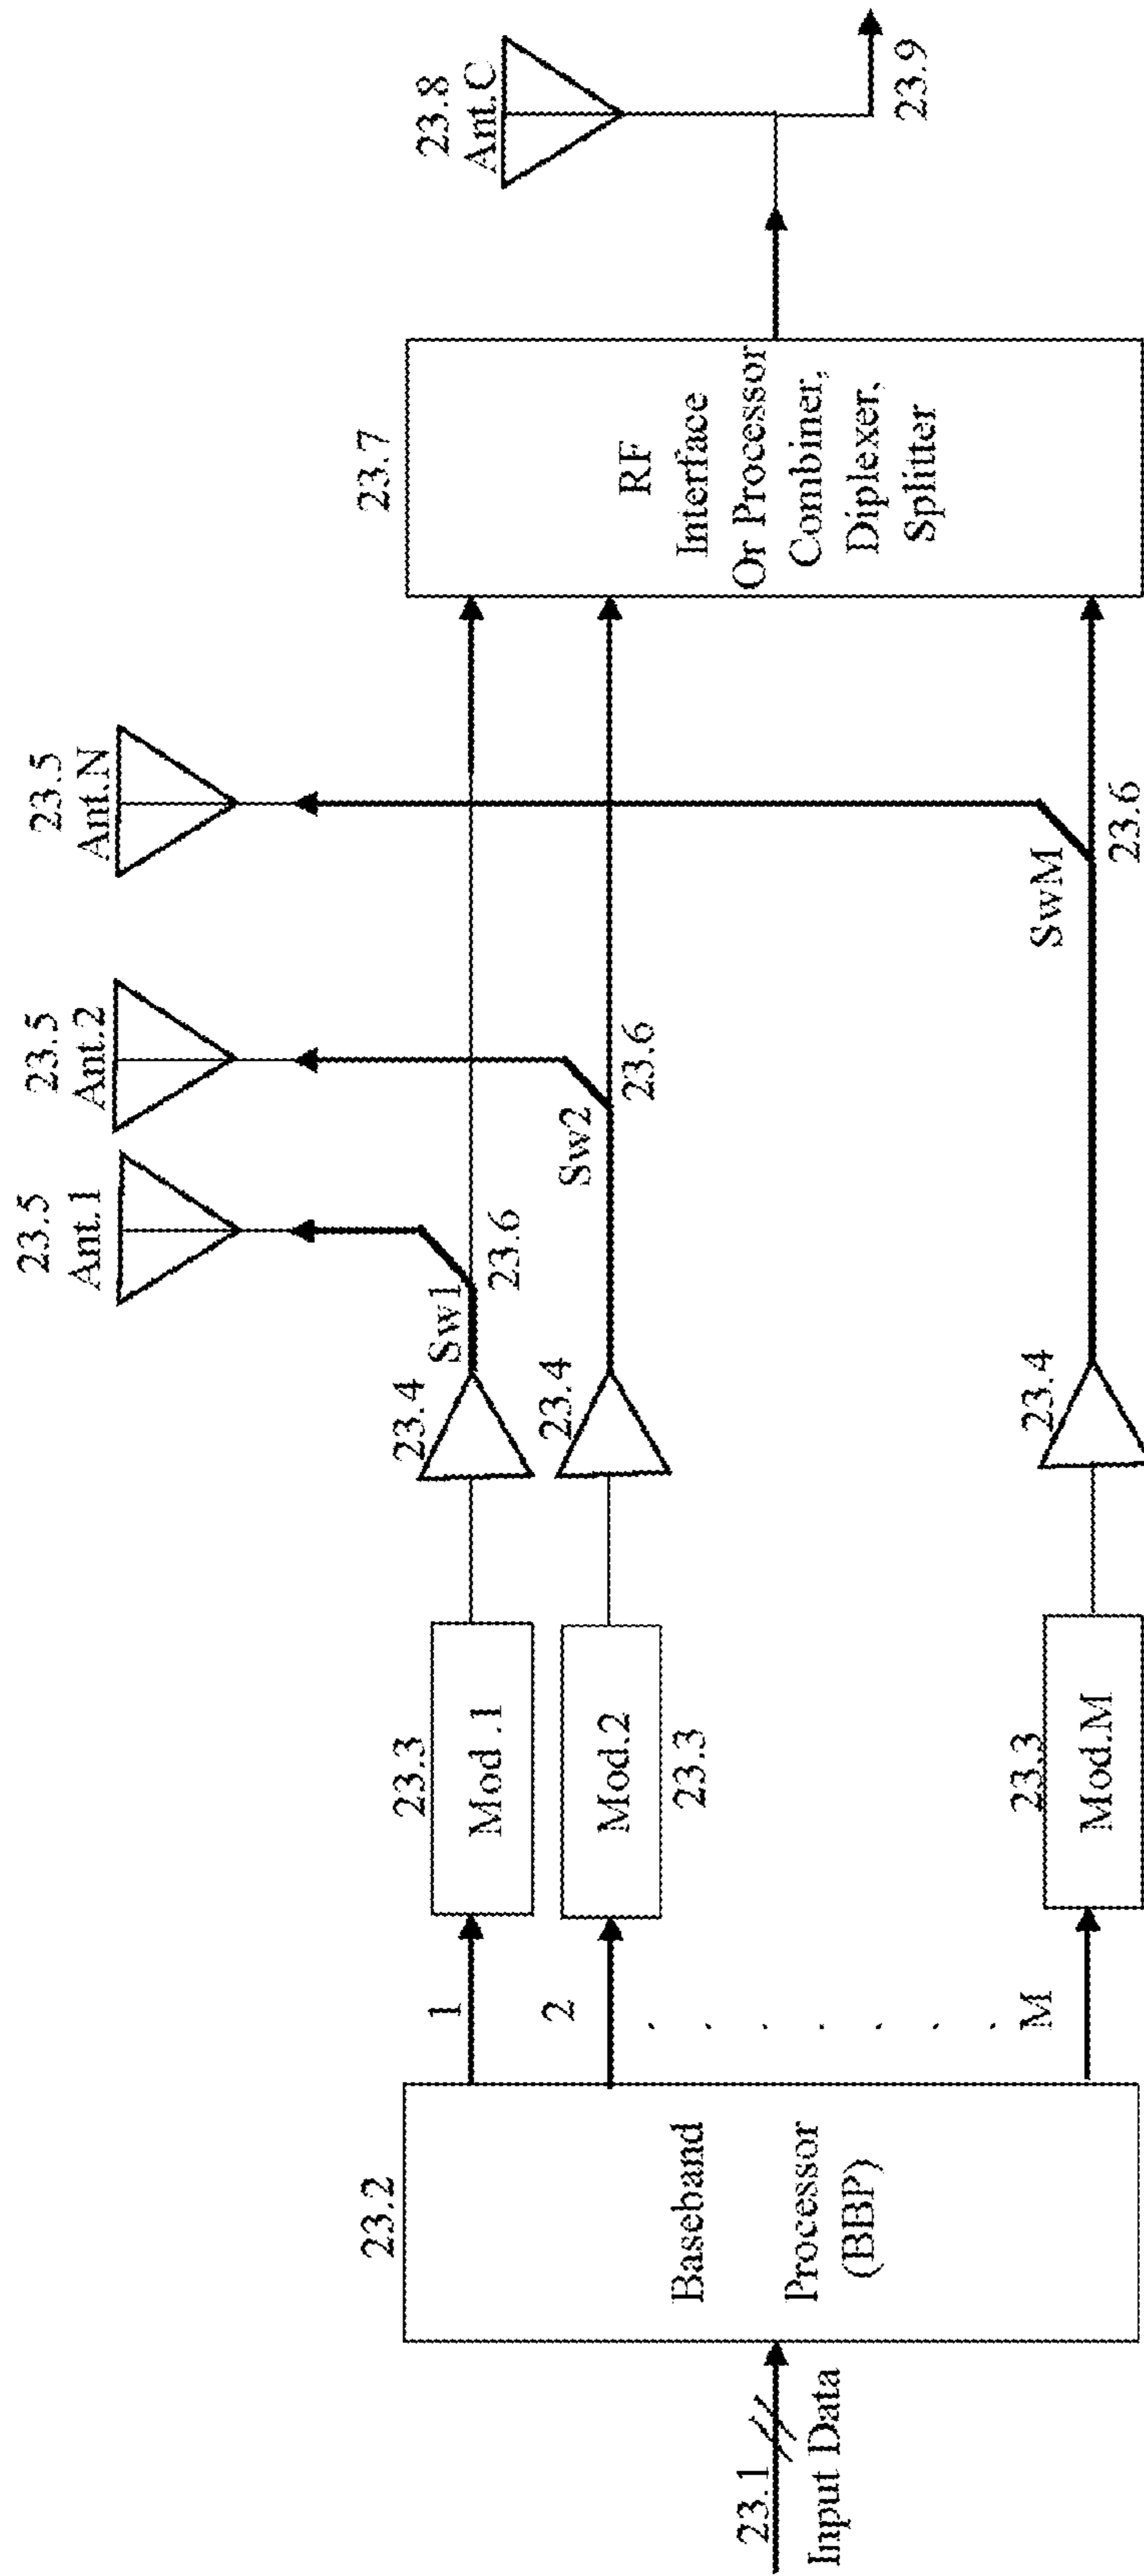 23.1
Input Data
23.2
Baseband
Processor
(BBP)
1
2
. . . . . . .
M
23.3
Mod .1
Mod.2
23.3
23.3
Mod.M
23.4
23.4
23.4
Sw1
23.6
Sw2
23.6
SwM
23.6
23.5
Ant.1
23.5
Ant.2
23.5
Ant.N
23.7
RF
Interface
Or Processor
Combiner,
Diplexer,
Splitter
23.8
Ant.C
23.9